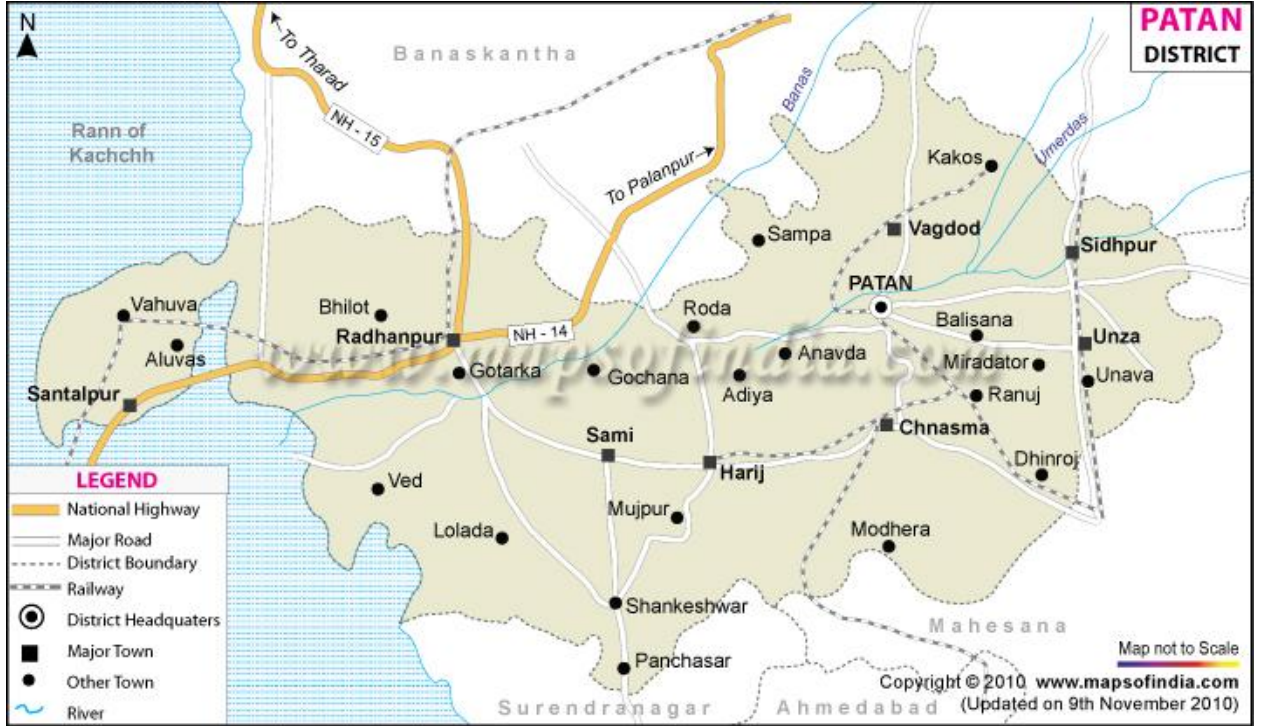 PATAN
DISTRICT
N
To Tharad
Banaskantha
Rann of
Kachchh
NH - 15
Banas
Umerdas
To Palanpur
Kakos
Sampa
Vagdod
Sidhpur
PATAN
Vahuva
Bhilot
Roda
Balisana
Radhanpur
NH - 14
Unza
Aluvas
Anavda
Miradator
www.mapsofindia.com
Gotarka
Gochana
Adiya
Ranuj
Unava
Santalpur
Sami
Chnasma
Harij
Dhinroj
Ved
Mujpur
Lolada
Modhera
Shankeshwar
Mahesana
Panchasar
Surendranagar
Ahmedabad
LEGEND
National Highway
Major Road
District Boundary
Railway
District Headquaters
Major Town
Other Town
River
Map not to Scale
Copyright © 2010 www.mapsofindia.com
(Updated on 9th November 2010)